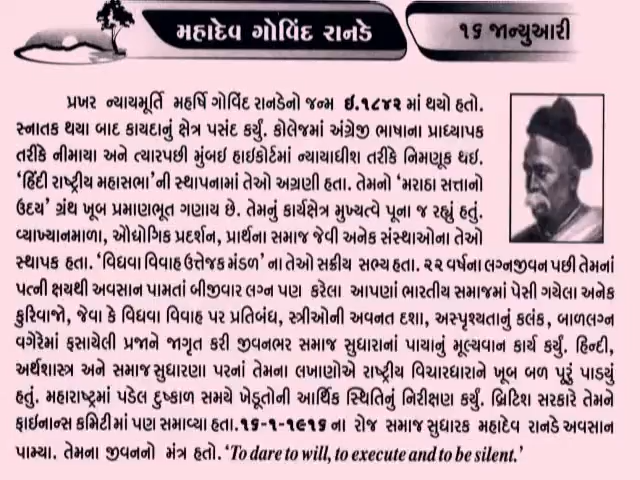 મહાદેવ ગોવિંદ રાનડે
૧૬ જાન્યુઆરી
પ્રખર ન્યાયમૂર્તિ મહર્ષિ ગોવિંદ રાનડેનો જન્મ ઇ.૧૮૪૨ માં થયો હતો.
સ્નાતક થયા બાદ કાયદાનું ક્ષેત્ર પસંદ કર્યું. કોલેજમાં અંગ્રેજી ભાષાના પ્રાધ્યાપક
તરીકે નીમાયા અને ત્યારપછી મુંબઇ હાઇકોર્ટમાં ન્યાયાધીશ તરીકે નિમણૂક થઇ.
‘હિંદી રાષ્ટ્રીય મહાસભા’ની સ્થાપનામાં તેઓ અગ્રણી હતા. તેમનો ‘મરાઠા સત્તાનો
ઉદય’ ગ્રંથ ખૂબ પ્રમાણભૂત ગણાય છે. તેમનું કાર્યક્ષેત્ર મુખ્યત્વે પૂના જ રહ્યું હતું.
વ્યાખ્યાનમાળા, ઔદ્યોગિક પ્રદર્શન, પ્રાર્થના સમાજ જેવી અનેક સંસ્થાઓના તેઓ
સ્થાપક હતા. ‘વિધવા વિવાહ ઉત્તેજક મંડળ’ ના તેઓ સક્રીય સભ્ય હતા. ૨૨ વર્ષના લગ્નજીવન પછી તેમનાં
પત્ની ક્ષયથી અવસાન પામતાં બીજીવાર લગ્ન પણ કરેલા આપણાં ભારતીય સમાજમાં પેસી ગયેલા અનેક
કુરિવાજો, જેવા કે વિધવા વિવાહ પર પ્રતિબંધ, સ્ત્રીઓની અવનત દશા, અસ્પૃશ્યતાનું કલંક, બાળલગ્ન
વગેરેમાં ફસાયેલી પ્રજાને જાગૃત કરી જીવનભર સમાજ સુધારાનાં પાયાનું મૂલ્યવાન કાર્ય કર્યું. હિન્દી,
અર્થશાસ્ત્ર અને સમાજ સુધારણા પરનાં તેમના લખાણોએ રાષ્ટ્રીય વિચારધારાને ખૂબ બળ પૂરું પાડયું
હતું. મહારાષ્ટ્રમાં પડેલ દુષ્કાળ સમયે ખેડૂતોની આર્થિક સ્થિતિનું નિરીક્ષણ કર્યું. બ્રિટિશ સરકારે તેમને
ફાઇનાન્સ કમિટીમાં પણ સમાવ્યા હતા.૧૬-૧-૧૯૧૬ ના રોજ સમાજ સુધારક મહાદેવ રાનડે અવસાન
પામ્યા. તેમના જીવનનો મંત્ર હતો. ‘To dare to will, to execute and to be silent.’